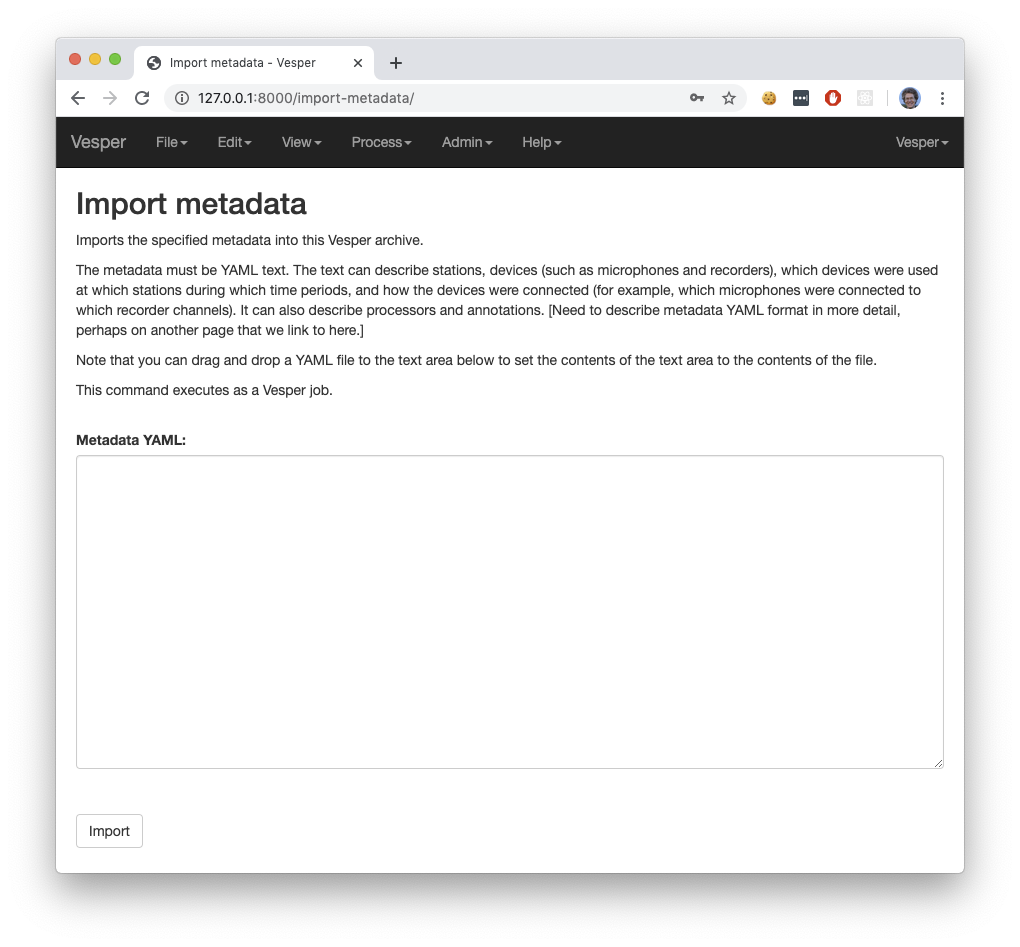 Import metadata - Vesper
127.0.0.1:8000/import-metadata/
Vesper File Edit View Process Admin Help Vesper
Import metadata
Imports the specified metadata into this Vesper archive.
The metadata must be YAML text. The text can describe stations, devices (such as microphones and recorders), which devices were used
at which stations during which time periods, and how the devices were connected (for example, which microphones were connected to
which recorder channels). It can also describe processors and annotations. [Need to describe metadata YAML format in more detail,
perhaps on another page that we link to here.]
Note that you can drag and drop a YAML file to the text area below to set the contents of the text area to the contents of the file.
This command executes as a Vesper job.
Metadata YAML:
Import